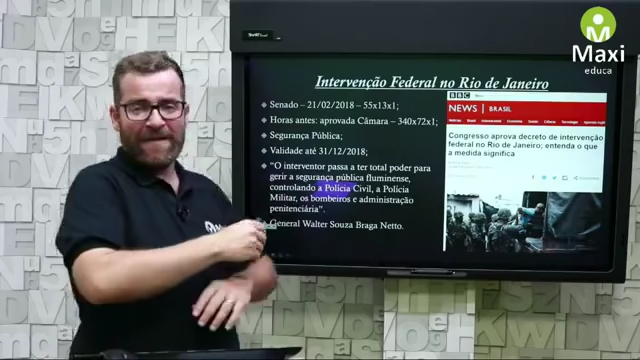 Maxi
educa
Intervenção Federal no Rio de Janeiro
Senado – 21/02/2018 – 55x13x1;
Horas antes: aprovada Câmara – 340x72x1;
Segurança Pública;
Validade até 31/12/2018;
“O interventor passa a ter total poder para
gerir a segurança pública fluminense,
controlando a Polícia Civil, a Polícia
Militar, os bombeiros e administração
penitenciária”.
General Walter Souza Braga Netto.
BBC
NEWS | BRASIL
Congresso aprova decreto de intervenção
federal no Rio de Janeiro; entenda o que
a medida significa